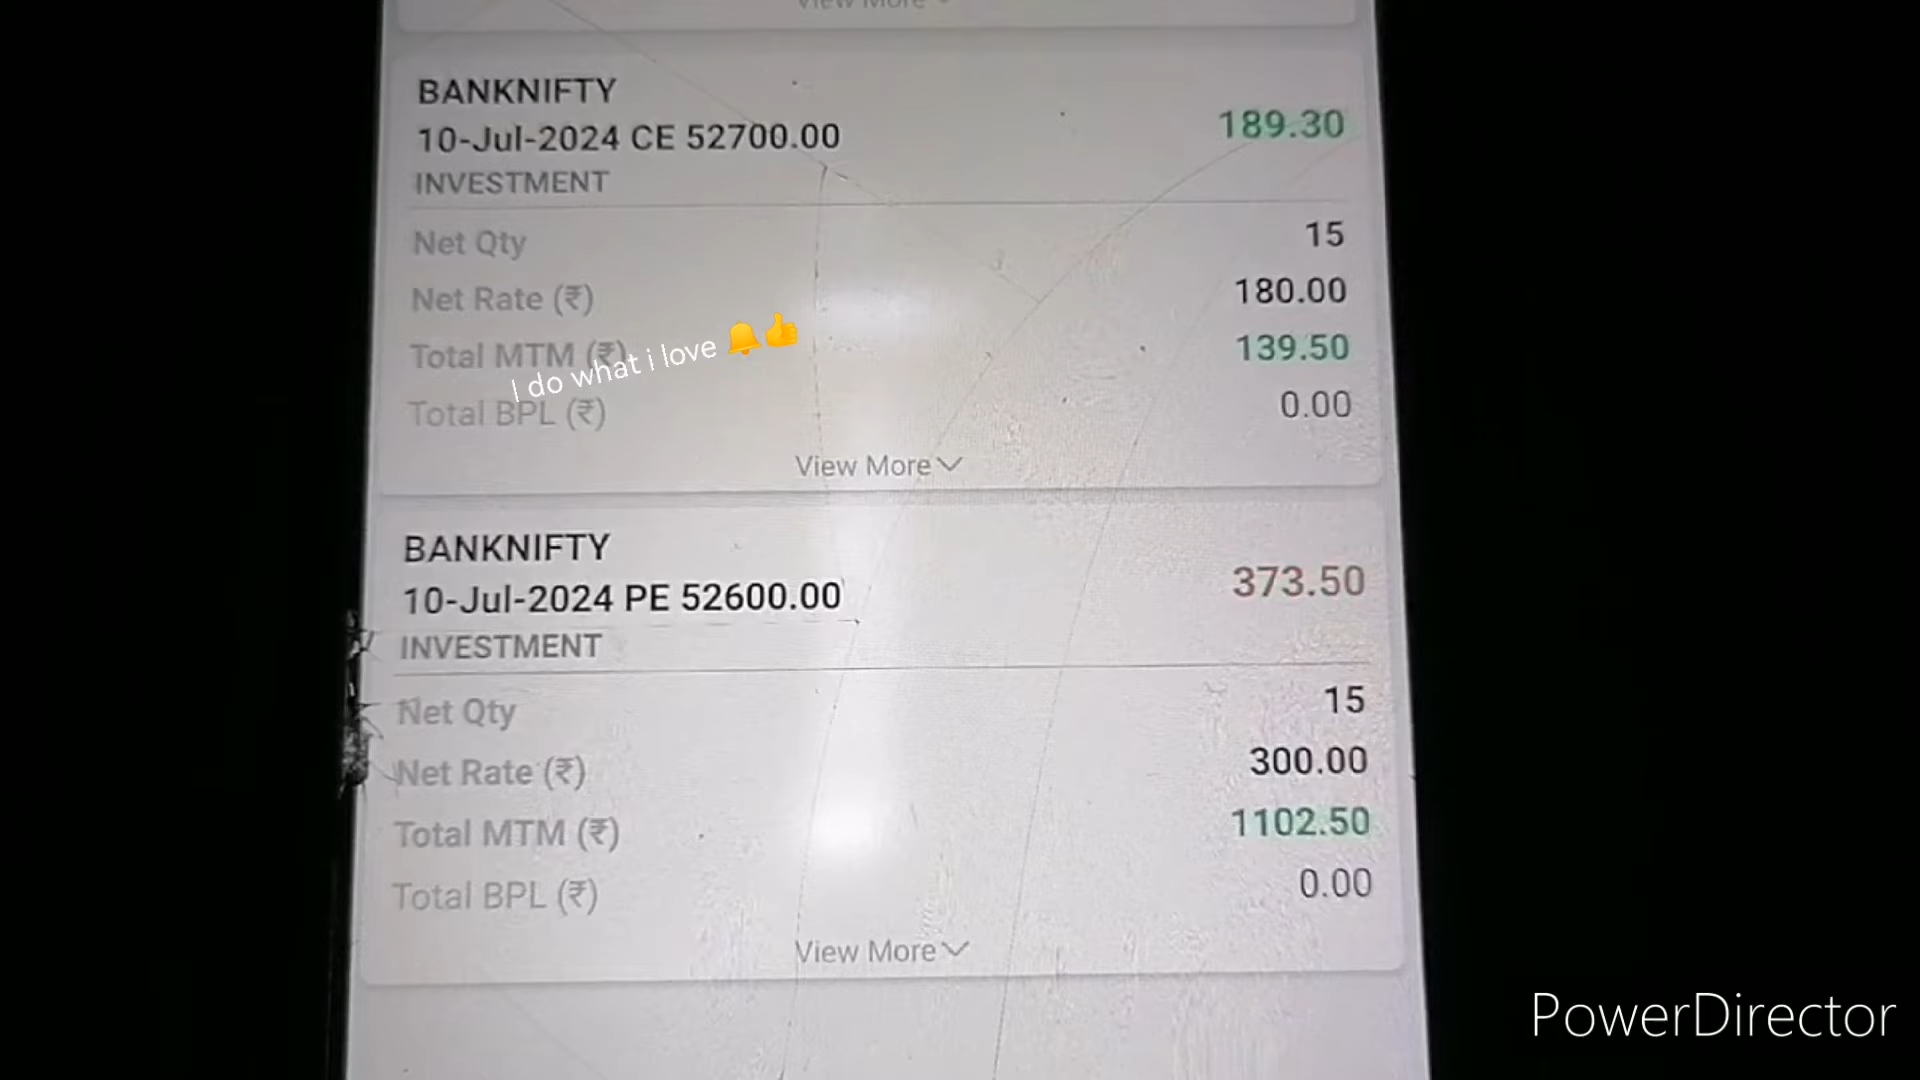 View More
BANKNIFTY
10-Jul-2024 CE 52700.00
189.30
INVESTMENT
Net Qty
15
Net Rate (₹)
180.00
Total MTM (₹)
139.50
I do what i love 🔔👍
Total BPL (₹)
0.00
View More
BANKNIFTY
10-Jul-2024 PE 52600.00
373.50
INVESTMENT
Net Qty
15
Net Rate (₹)
300.00
Total MTM (₹)
1102.50
Total BPL (₹)
0.00
View More
PowerDirector